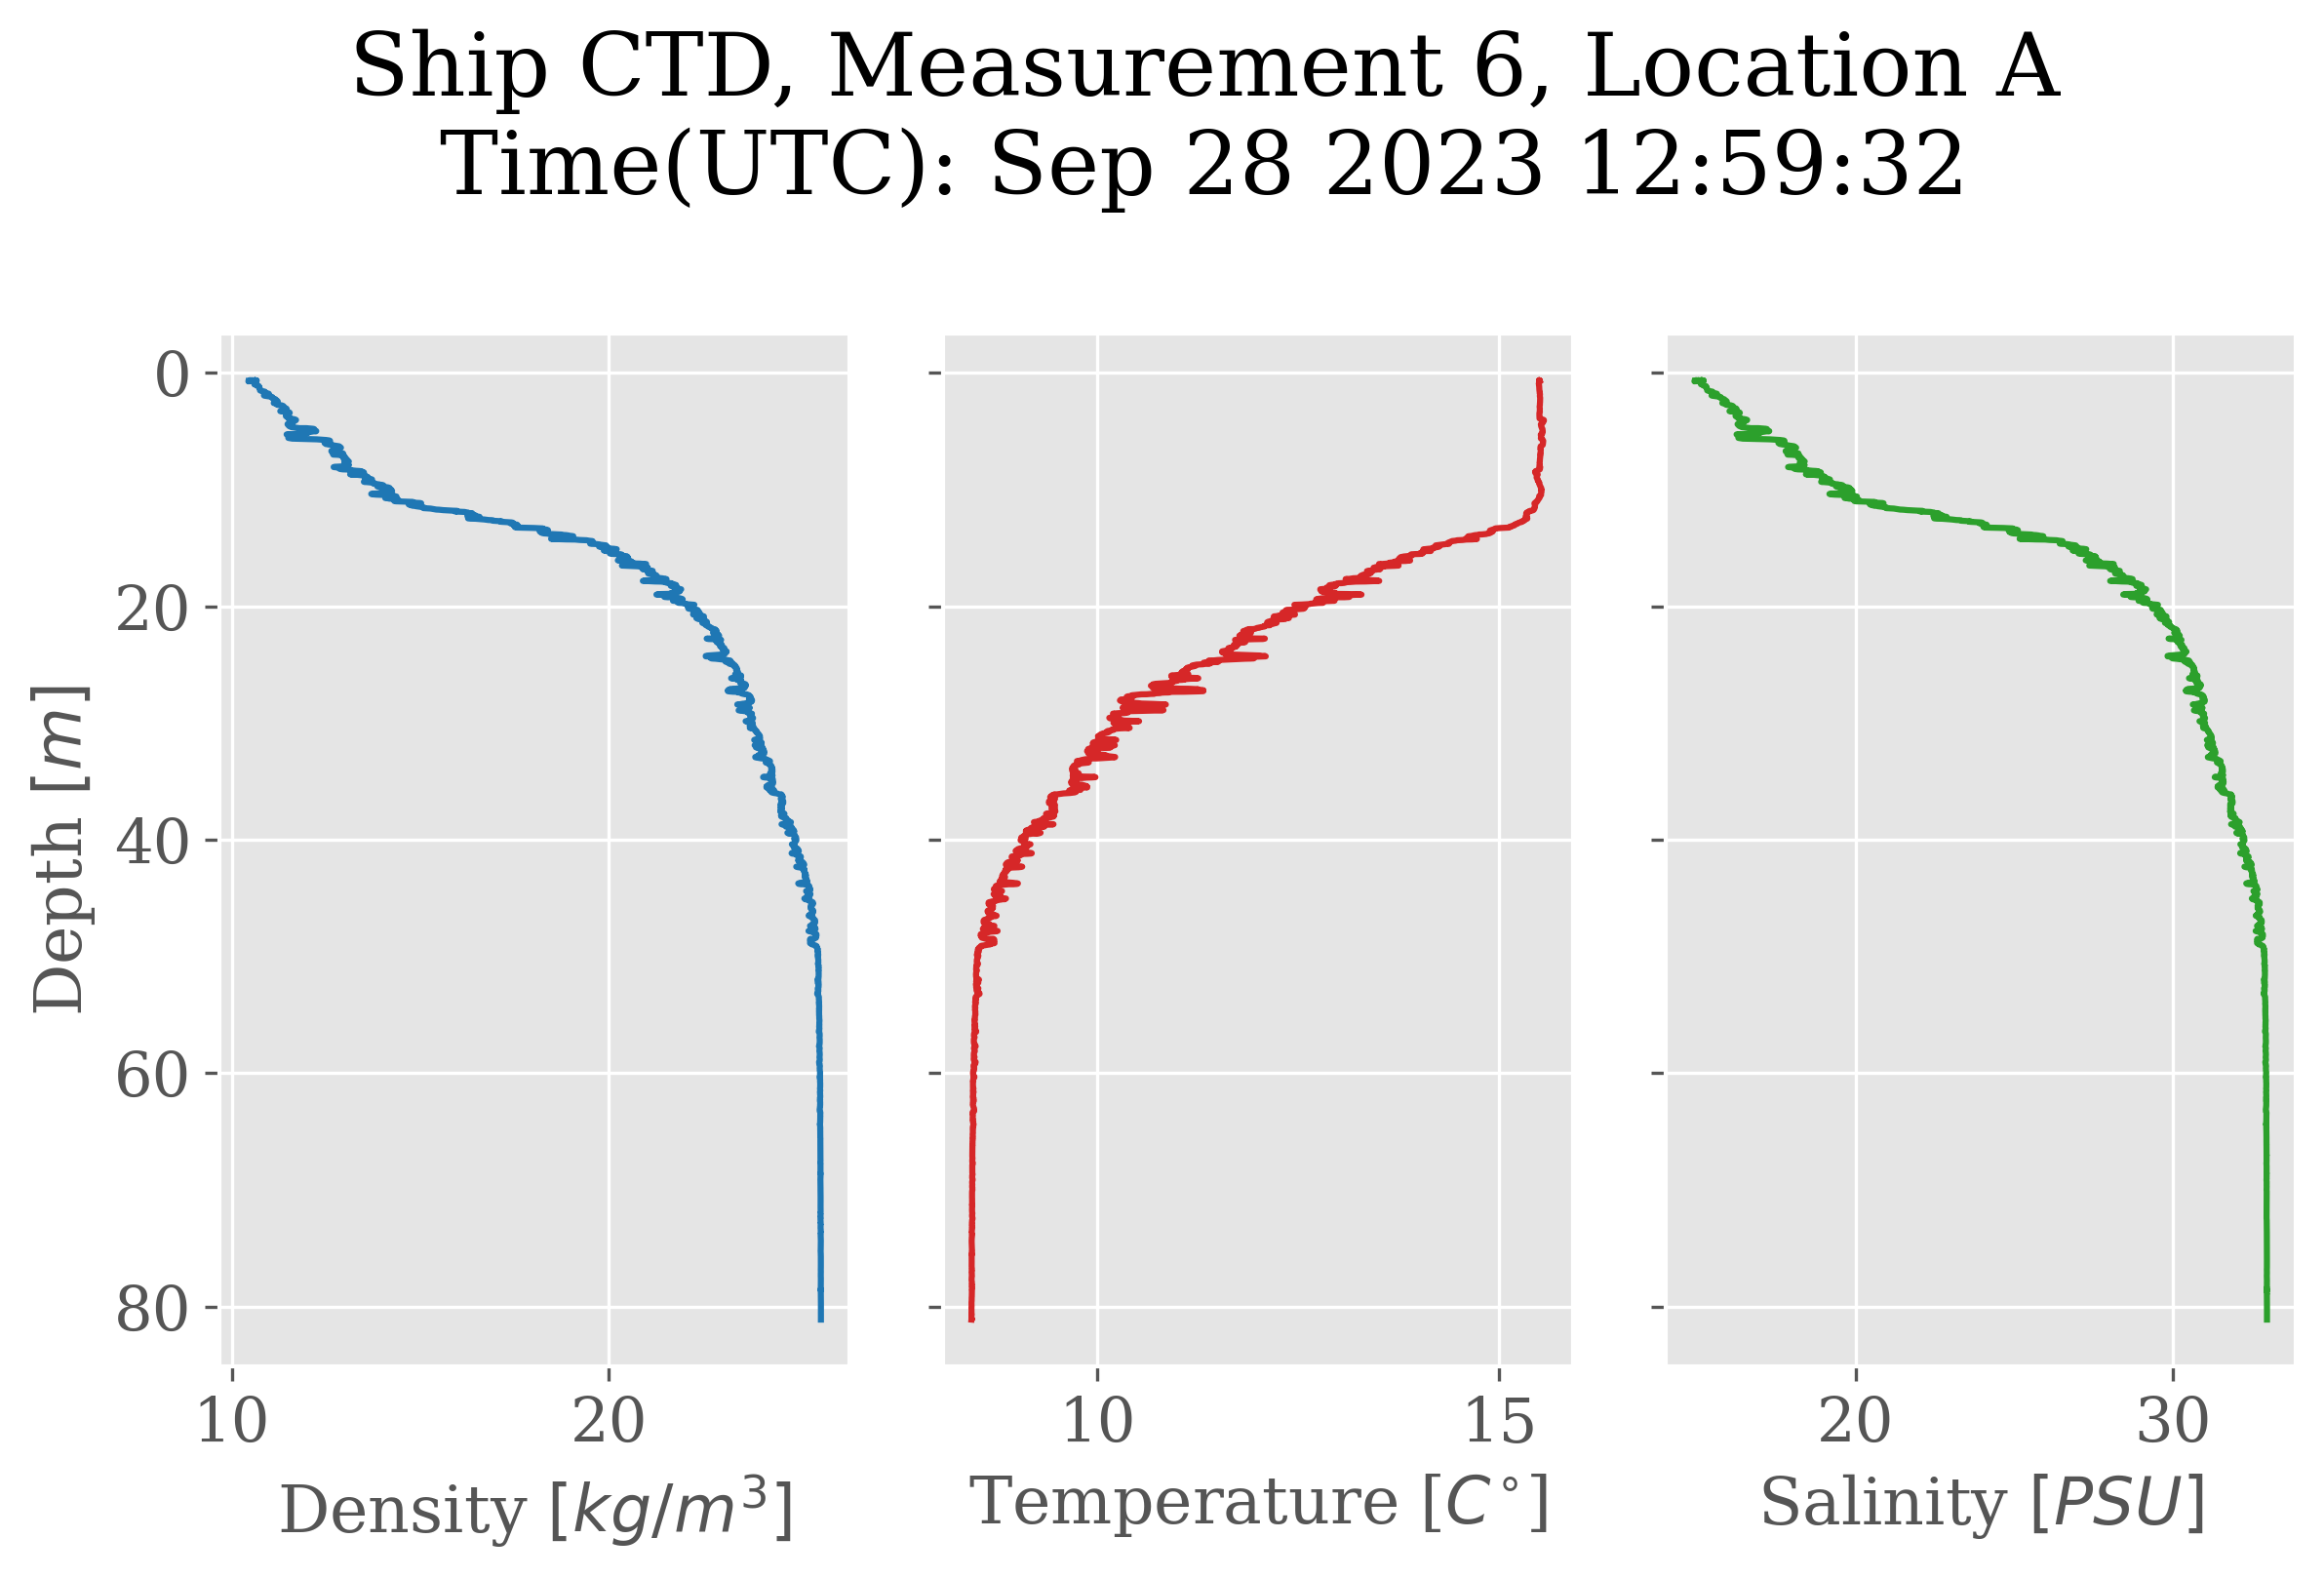 Ship CTD, Measurement 6, Location A
Time(UTC): Sep 28 2023 12:59:32
0
20
40
60
80
Depth [m]
10 20
10 15
20 30
Density [kg/m³]
Temperature [C°]
Salinity [PSU]